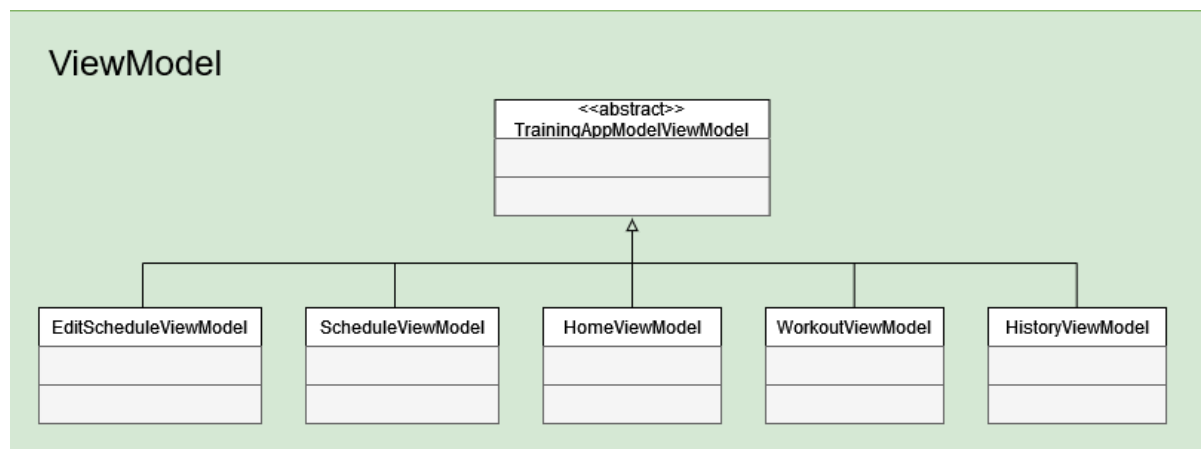 ViewModel
<<abstract>>
TrainingAppModelViewModel
EditScheduleViewModel
ScheduleViewModel
HomeViewModel
WorkoutViewModel
HistoryViewModel